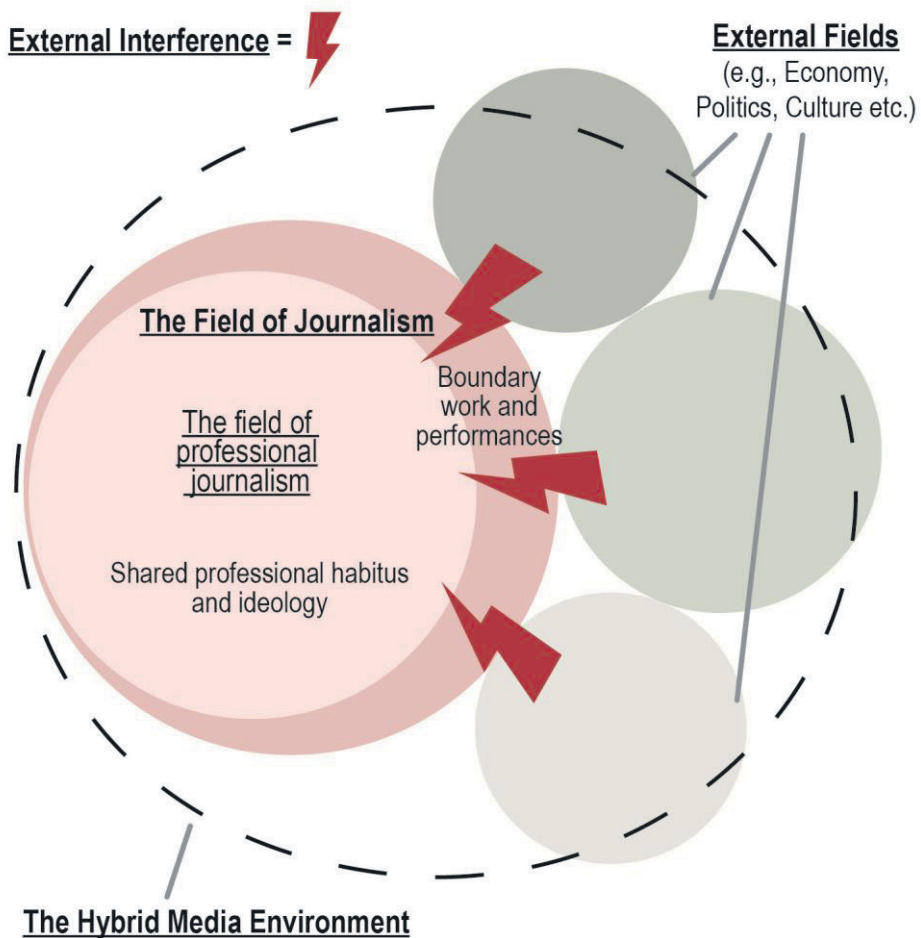 External Interference =
External Fields
(e.g., Economy,
Politics, Culture etc.)
The Field of Journalism
Boundary
work and
performances
The field of
professional
journalism
Shared professional habitus
and ideology
The Hybrid Media Environment